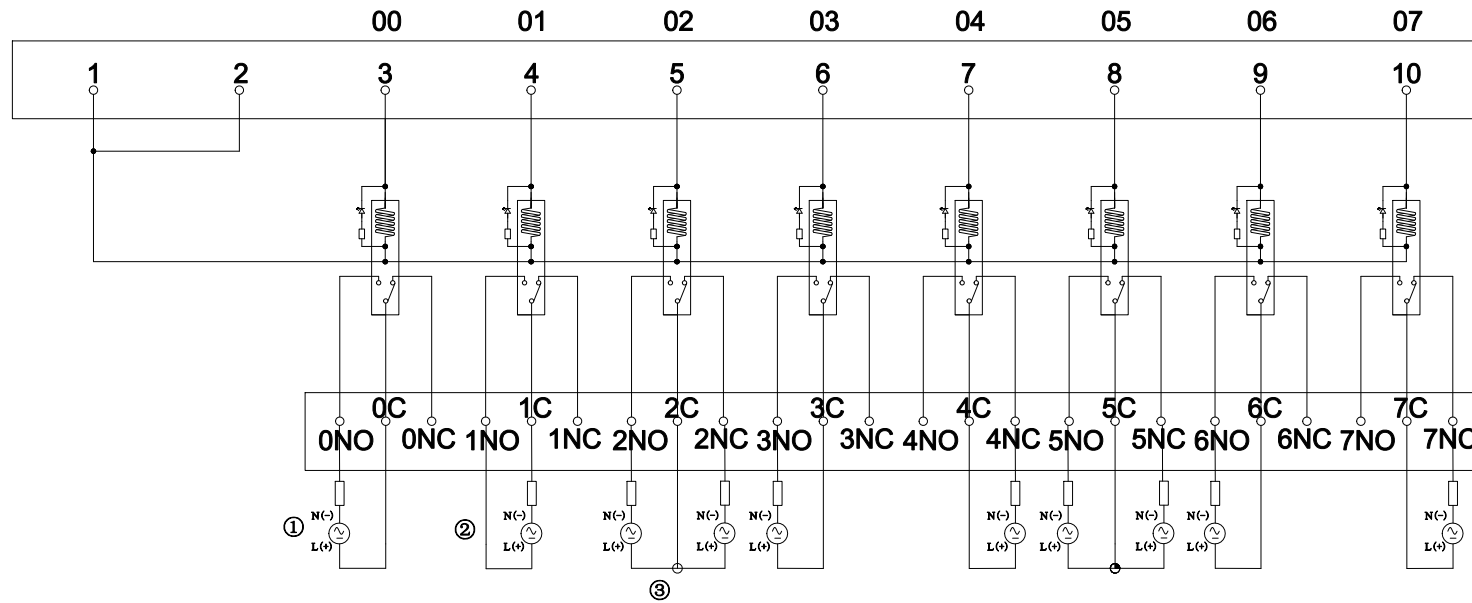 00 01 02 03 04 05 06 07
1 2 3 4 5 6 7 8 9 10
0C 1C 2C 3C 4C 5C 6C 7C
0NO 0NC 1NO 1NC 2NO 2NC 3NO 3NC 4NO 4NC 5NO 5NC 6NO 6NC 7NO 7NC
N(-) N(-) N(-) N(-) N(-) N(-) N(-) N(-) N(-) N(-)
① ②
L(+) L(+) L(+) L(+) L(+) L(+) L(+) L(+) L(+) L(+)
③